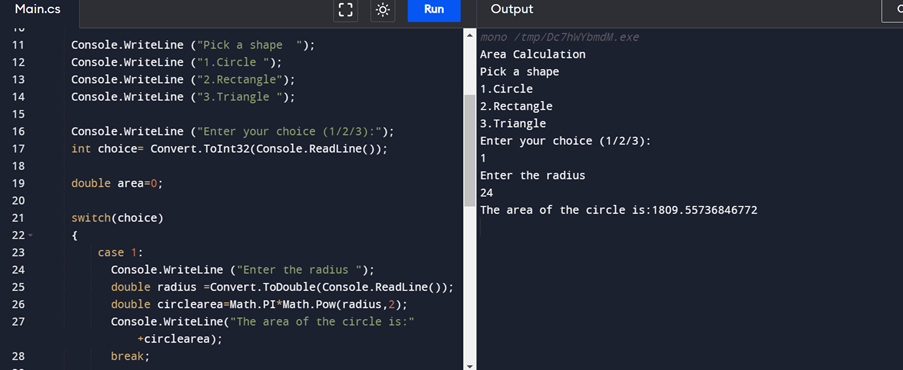 Main.cs
Run
11 Console.WriteLine ("Pick a shape  ");
12 Console.WriteLine ("1.Circle ");
13 Console.WriteLine ("2.Rectangle");
14 Console.WriteLine ("3.Triangle ");
15
16 Console.WriteLine ("Enter your choice (1/2/3):");
17 int choice= Convert.ToInt32(Console.ReadLine());
18
19 double area=0;
20
21 switch(choice)
22 {
23 case 1:
24 Console.WriteLine ("Enter the radius ");
25 double radius =Convert.ToDouble(Console.ReadLine());
26 double circlearea=Math.PI*Math.Pow(radius,2);
27 Console.WriteLine("The area of the circle is:"
+circlearea);
28 break;
Output
mono /tmp/Dc7hWYbmdM.exe
Area Calculation
Pick a shape
1.Circle
2.Rectangle
3.Triangle
Enter your choice (1/2/3):
1
Enter the radius
24
The area of the circle is:1809.55736846772